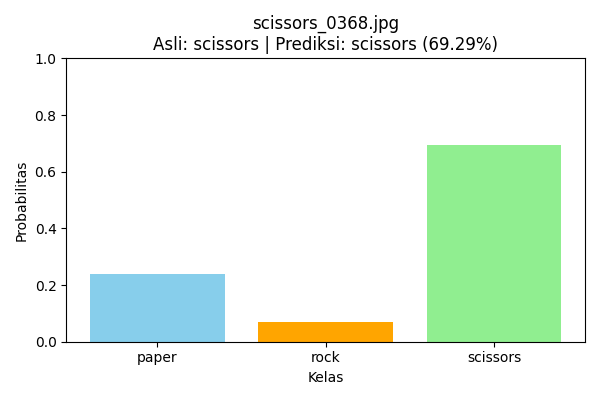 scissors_0368.jpg
Asli: scissors | Prediksi: scissors (69.29%)
1.0
0.8
0.6
0.4
0.2
0.0
Probabilitas
paper rock scissors
Kelas